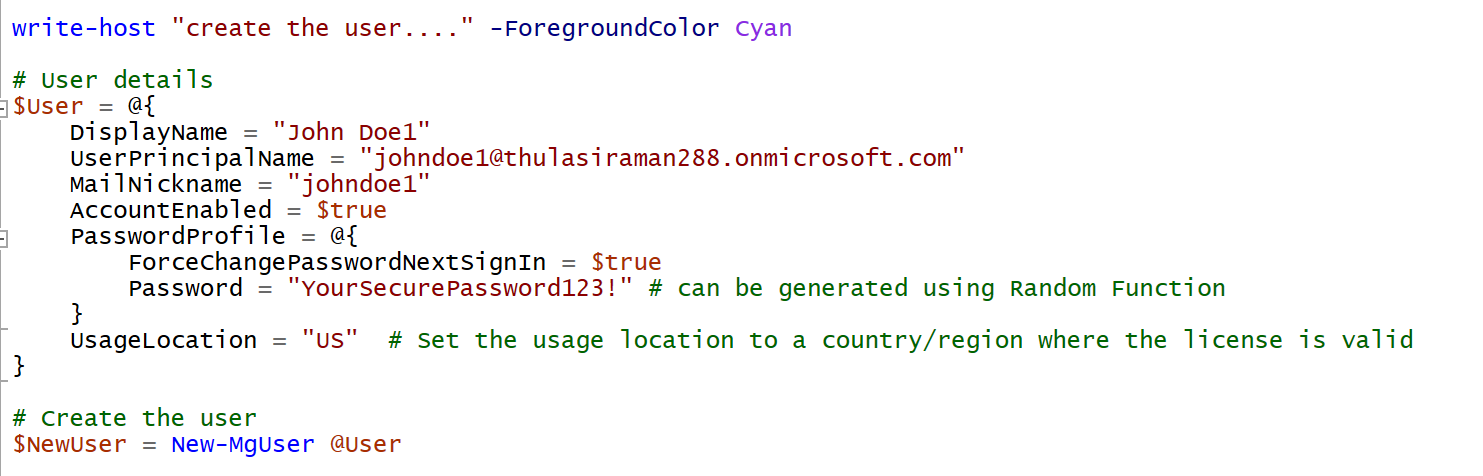 write-host "create the user...." -ForegroundColor Cyan
# User details
$User = @{
DisplayName = "John Doe1"
UserPrincipalName = "johndoe1@thulasiraman288.onmicrosoft.com"
MailNickname = "johndoe1"
AccountEnabled = $true
PasswordProfile = @{
ForceChangePasswordNextSignIn = $true
Password = "YourSecurePassword123!" # can be generated using Random Function
}
UsageLocation = "US"  # Set the usage location to a country/region where the license is valid
}
# Create the user
$NewUser = New-MgUser @User